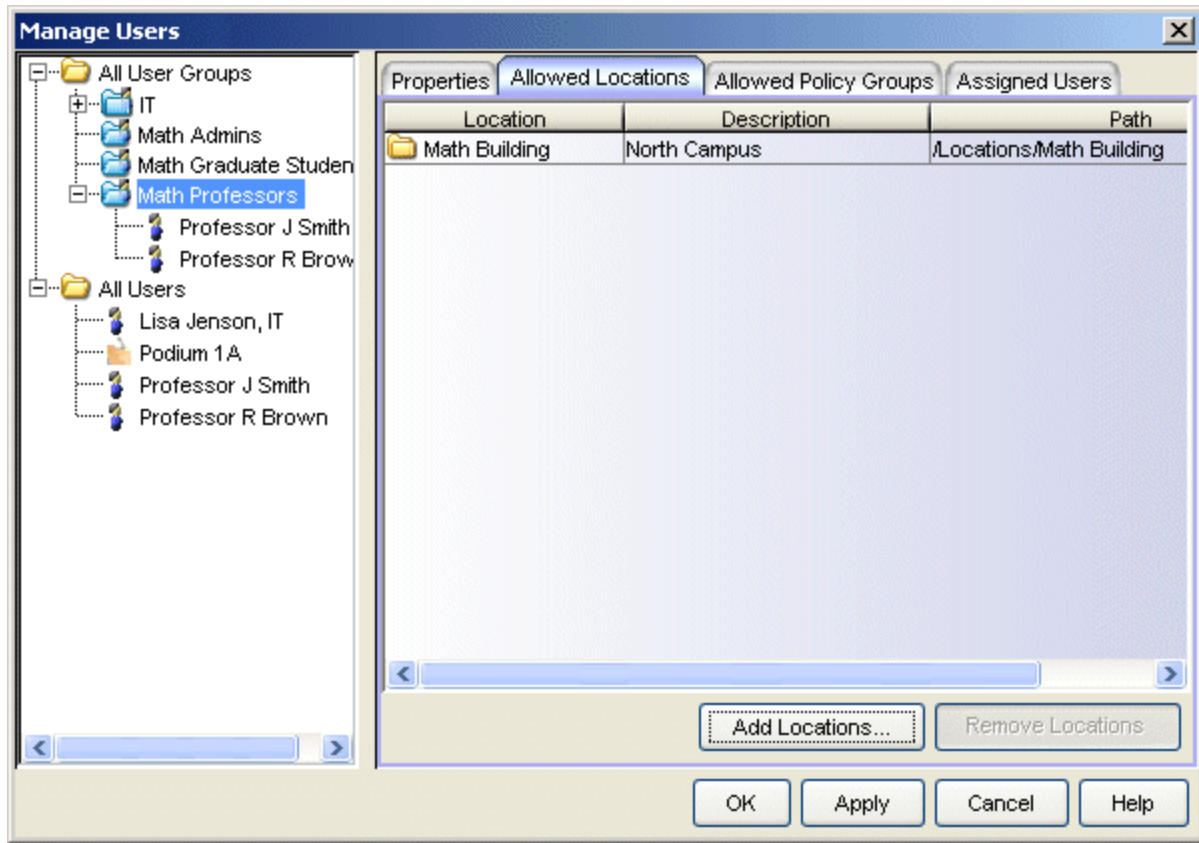 Manage Users
All User Groups
IT
Math Admins
Math Graduate Studen
Math Professors
Professor J Smith
Professor R Brow
All Users
Lisa Jenson, IT
Podium 1A
Professor J Smith
Professor R Brown
Properties Allowed Locations Allowed Policy Groups Assigned Users
Location Description Path
Math Building North Campus /Locations/Math Building
Add Locations... Remove Locations
OK Apply Cancel Help